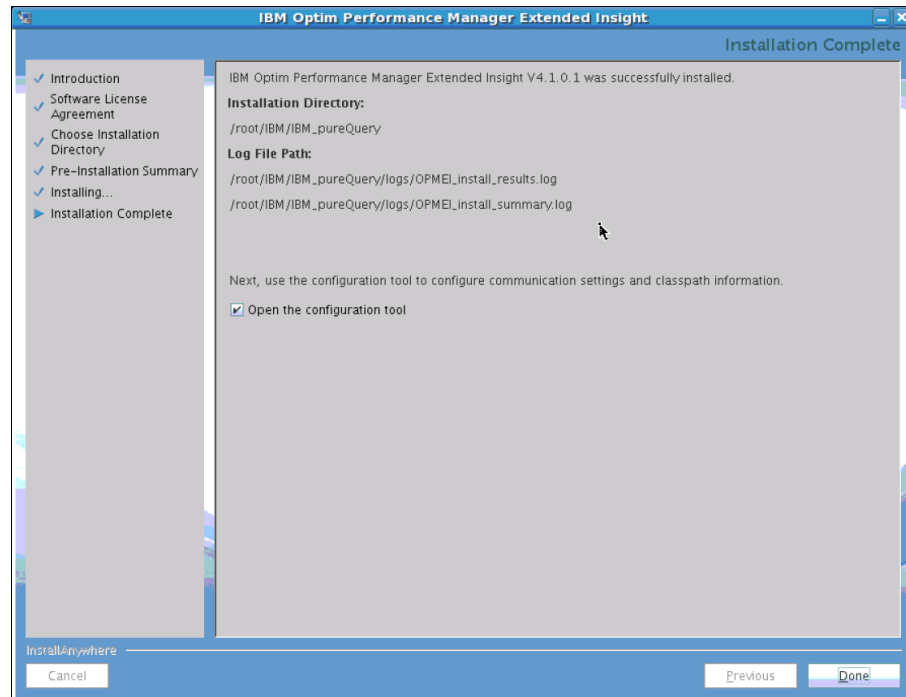 IBM Optim Performance Manager Extended Insight
Installation Complete
Introduction
Software License
Agreement
Choose Installation
Directory
Pre-Installation Summary
Installing...
Installation Complete
IBM Optim Performance Manager Extended Insight V4.1.0.1 was successfully installed.
Installation Directory:
/root/IBM/IBM_pureQuery
Log File Path:
/root/IBM/IBM_pureQuery/logs/OPMEI_install_results.log
/root/IBM/IBM_pureQuery/logs/OPMEI_install_summary.log
Next, use the configuration tool to configure communication settings and classpath information.
Open the configuration tool
InstallAnywhere
Cancel
Previous
Done